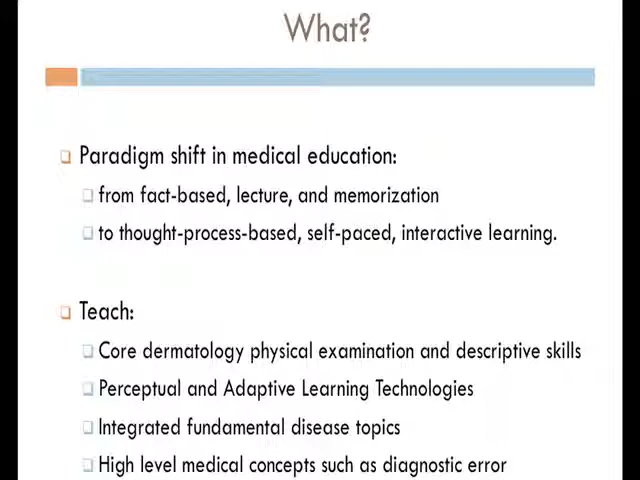 What?
Paradigm shift in medical education:
from fact-based, lecture, and memorization
to thought-process-based, self-paced, interactive learning.
Teach:
Core dermatology physical examination and descriptive skills
Perceptual and Adaptive Learning Technologies
Integrated fundamental disease topics
High level medical concepts such as diagnostic error